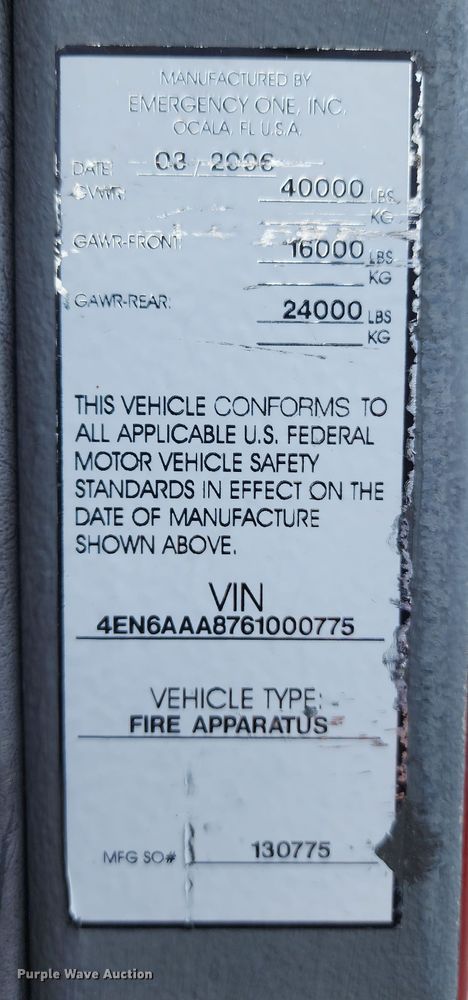 MANUFACTURED BY
EMERGENCY ONE, INC.
OCALA, FL U.S.A.
DATE: 03 / 2006
GVWR: 40000 LBS
KG
GAWR-FRONT: 16000 LBS
KG
GAWR-REAR: 24000 LBS
KG
THIS VEHICLE CONFORMS TO
ALL APPLICABLE U.S. FEDERAL
MOTOR VEHICLE SAFETY
STANDARDS IN EFFECT ON THE
DATE OF MANUFACTURE
SHOWN ABOVE.
VIN
4EN6AAA8761000775
VEHICLE TYPE:
FIRE APPARATUS
MFG SO# 130775
Purple Wave Auction